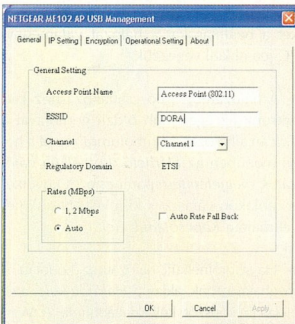 NETGEAR ME102 AP USB Management
General IP Setting Encryption Operational Setting About
General Setting
Access Point Name Access Point (802.11)
ESSID DORA
Channel Channel 1
Regulatory Domain ETSI
Rates (MBps)
1, 2 Mbps
Auto
Auto Rate Fall Back
OK Cancel Apply